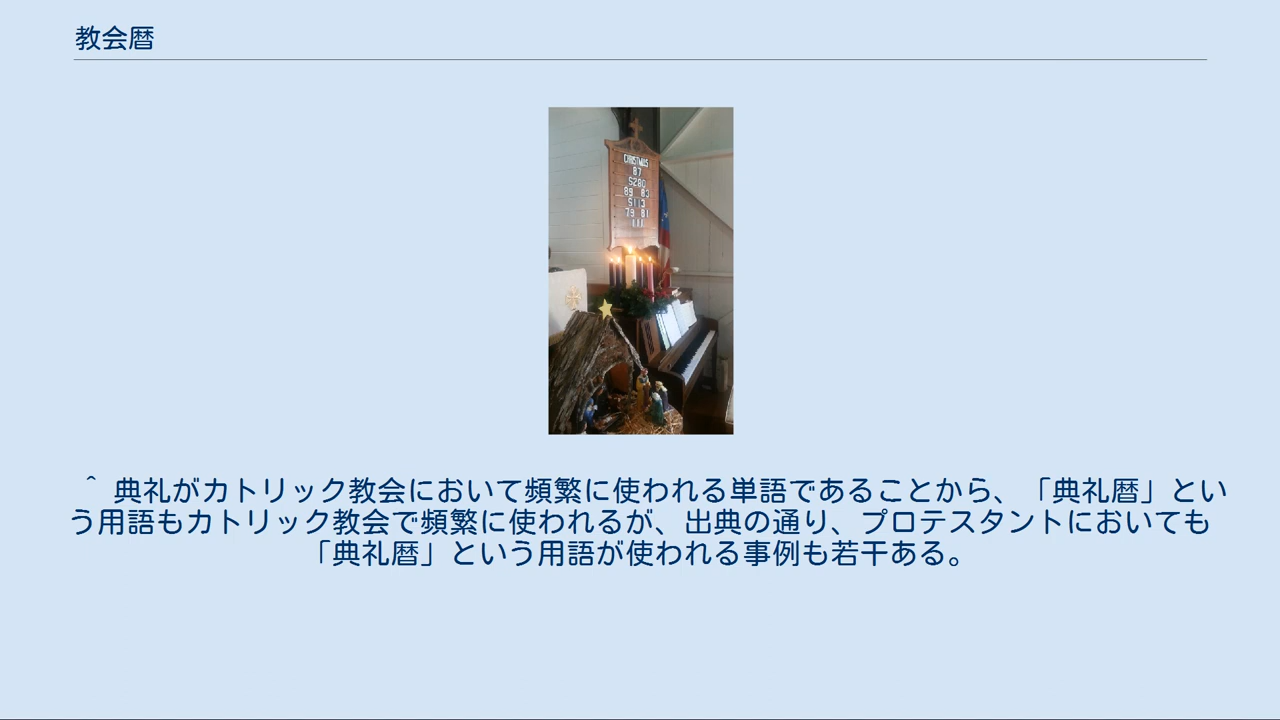 教会暦
CHRISTMAS
87
S280
89 83
S113
79 81
^ 典礼がカトリック教会において頻繁に使われる単語であることから、「典礼暦」とい
う用語もカトリック教会で頻繁に使われるが、出典の通り、プロテスタントにおいても
「典礼暦」という用語が使われる事例も若干ある。